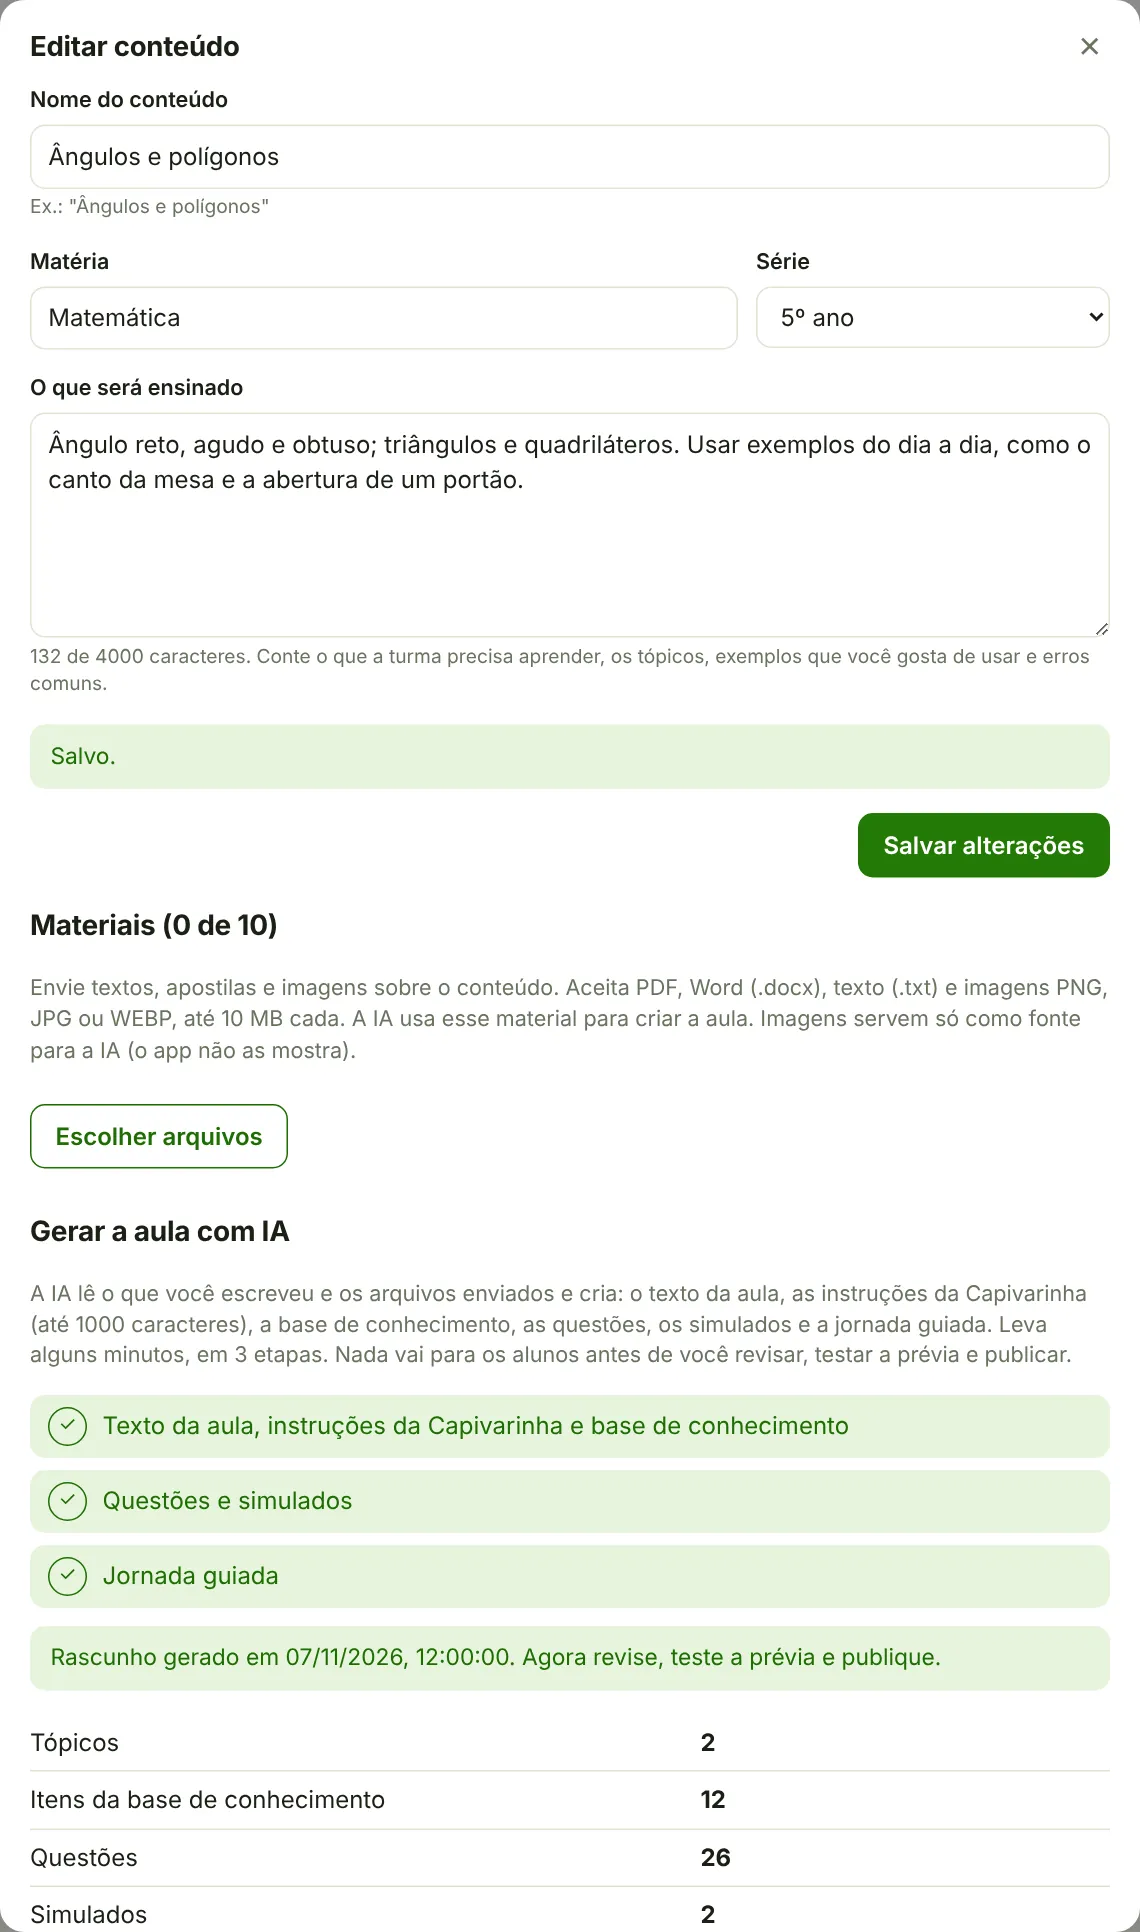 Editar conteúdo
Nome do conteúdo
Ângulos e polígonos
Ex.: "Ângulos e polígonos"
Matéria
Série
Matemática
5º ano
O que será ensinado
Ângulo reto, agudo e obtuso; triângulos e quadriláteros. Usar exemplos do dia a dia, como o
canto da mesa e a abertura de um portão.
132 de 4000 caracteres. Conte o que a turma precisa aprender, os tópicos, exemplos que você gosta de usar e erros
comuns.
Salvo.
Salvar alterações
Materiais (0 de 10)
Envie textos, apostilas e imagens sobre o conteúdo. Aceita PDF, Word (.docx), texto (.txt) e imagens PNG,
JPG ou WEBP, até 10 MB cada. A IA usa esse material para criar a aula. Imagens servem só como fonte
para a IA (o app não as mostra).
Escolher arquivos
Gerar a aula com IA
A IA lê o que você escreveu e os arquivos enviados e cria: o texto da aula, as instruções da Capivarinha
(até 1000 caracteres), a base de conhecimento, as questões, os simulados e a jornada guiada. Leva
alguns minutos, em 3 etapas. Nada vai para os alunos antes de você revisar, testar a prévia e publicar.
Texto da aula, instruções da Capivarinha e base de conhecimento
Questões e simulados
Jornada guiada
Rascunho gerado em 07/11/2026, 12:00:00. Agora revise, teste a prévia e publique.
Tópicos 2
Itens da base de conhecimento 12
Questões 26
Simulados 2